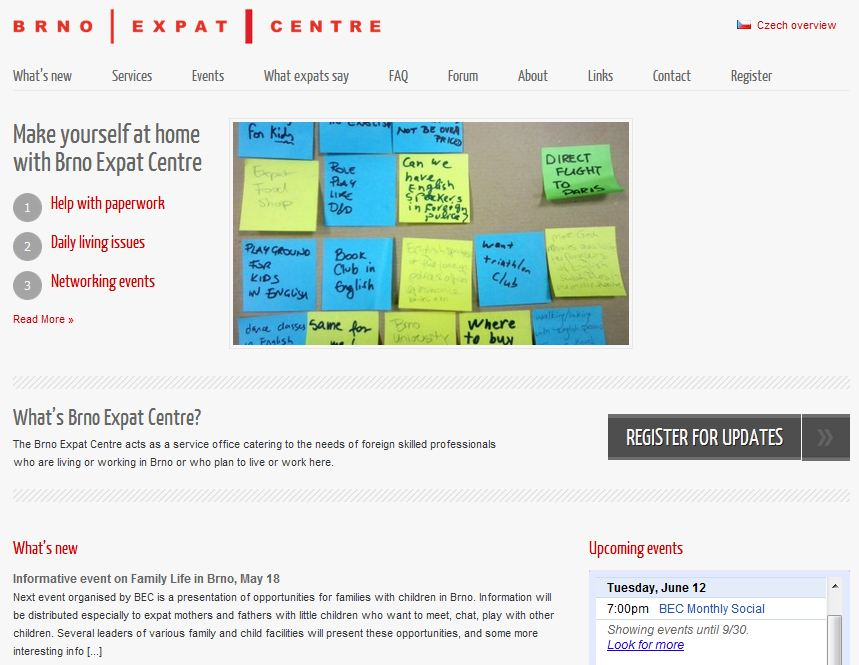 BRNO EXPAT CENTRE
Czech overview
What's new Services Events What expats say FAQ Forum About Links Contact Register
Make yourself at home
with Brno Expat Centre
1 Help with paperwork
2 Daily living issues
3 Networking events
Read More »
for Kids
NOT BE OVER
PRICED
Expat
Food
Shop
ROLE
PLAY
LIKE
D/D
Can we
have
English
Speakers
in Foreign
police?
DIRECT
FLIGHT
TO
PARIS
PLAYGROUND
FOR
KIDS
IN ENGLISH
Book
Club in
English
want
triathlon
Club
dance classes
in English
same for
me!
Brno
University
Where
to buy
What's Brno Expat Centre?
The Brno Expat Centre acts as a service office catering to the needs of foreign skilled professionals
who are living or working in Brno or who plan to live or work here.
REGISTER FOR UPDATES »
What's new
Informative event on Family Life in Brno, May 18
Next event organised by BEC is a presentation of opportunities for families with children in Brno. Information will
be distributed especially to expat mothers and fathers with little children who want to meet, chat, play with other
children. Several leaders of various family and child facilities will present these opportunities, and some more
interesting info [...]
Upcoming events
Tuesday, June 12
7:00pm BEC Monthly Social
Showing events until 9/30.
Look for more